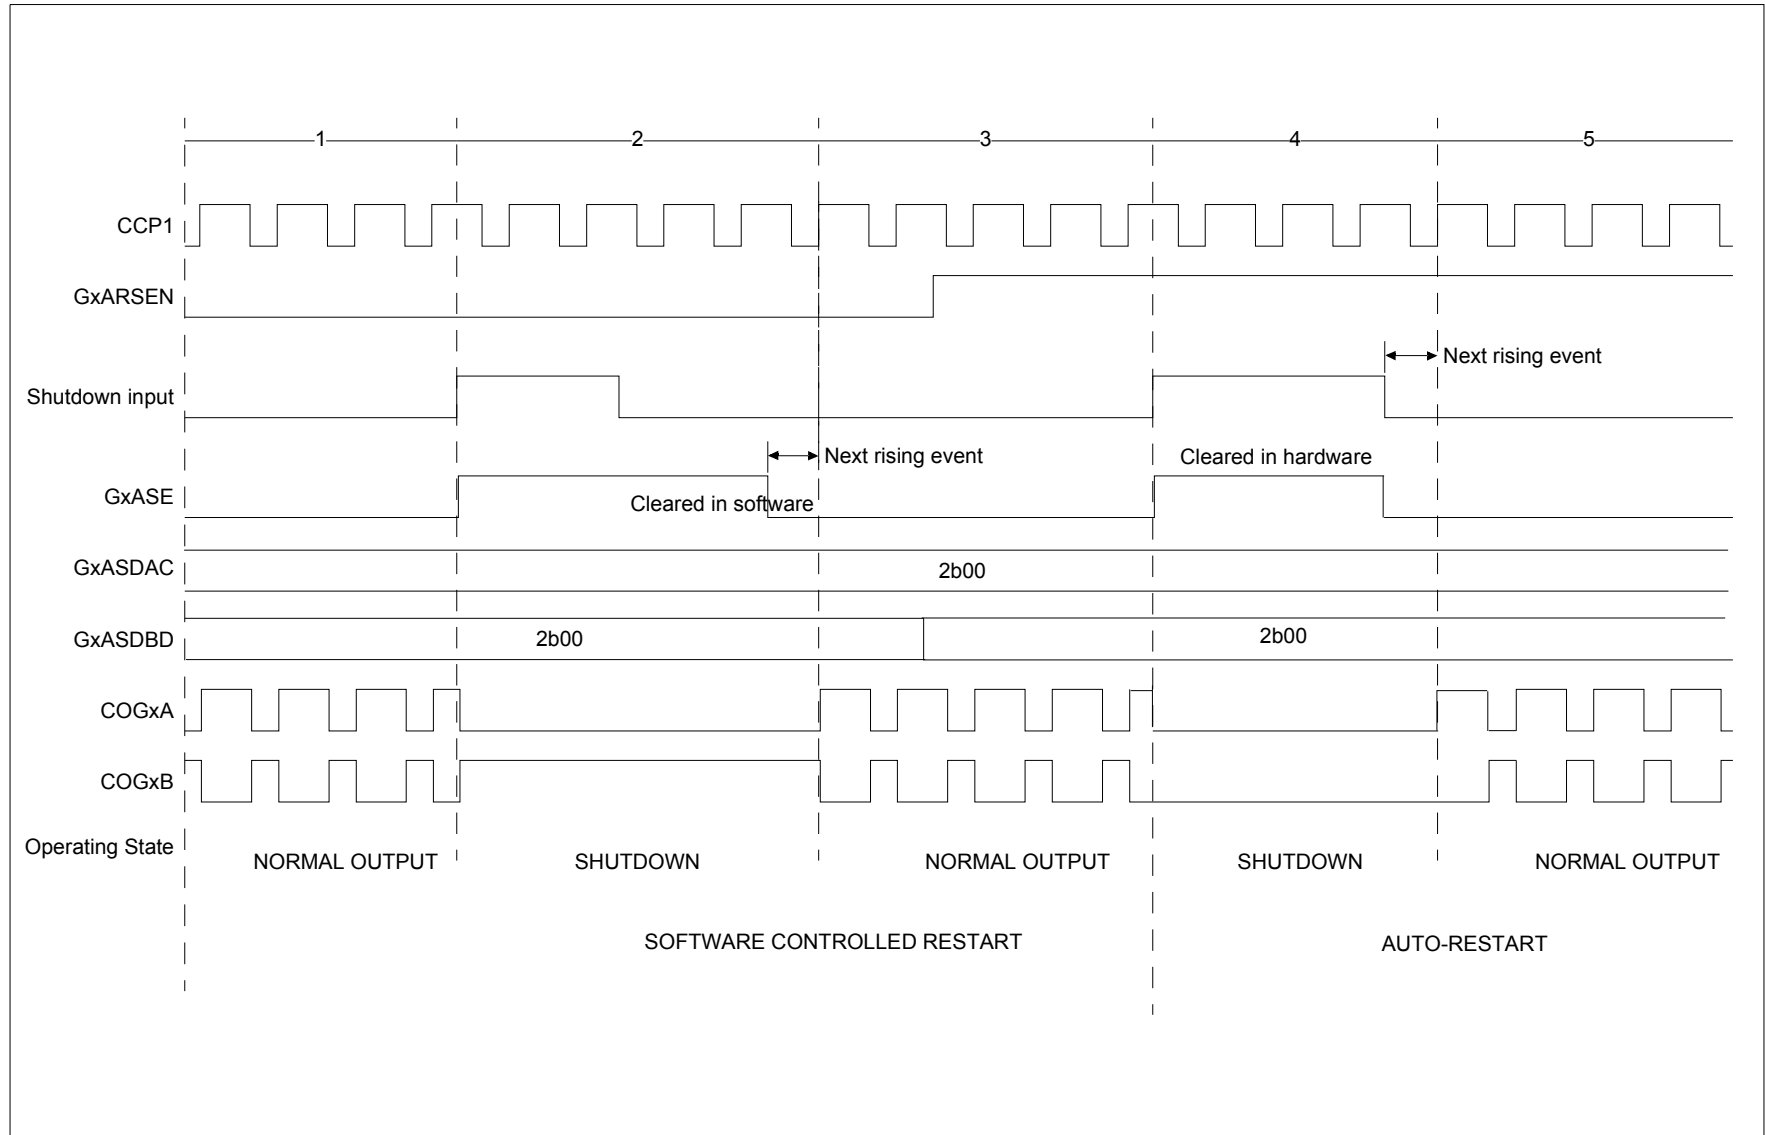 1 2 3 4 5
CCP1
GxARSEN
Next rising event
Shutdown input
Next rising event
Cleared in hardware
GxASE
Cleared in software
GxASDAC
2b00
GxASDBD
2b00 2b00
COGxA
COGxB
Operating State
NORMAL OUTPUT SHUTDOWN NORMAL OUTPUT SHUTDOWN NORMAL OUTPUT
SOFTWARE CONTROLLED RESTART AUTO-RESTART